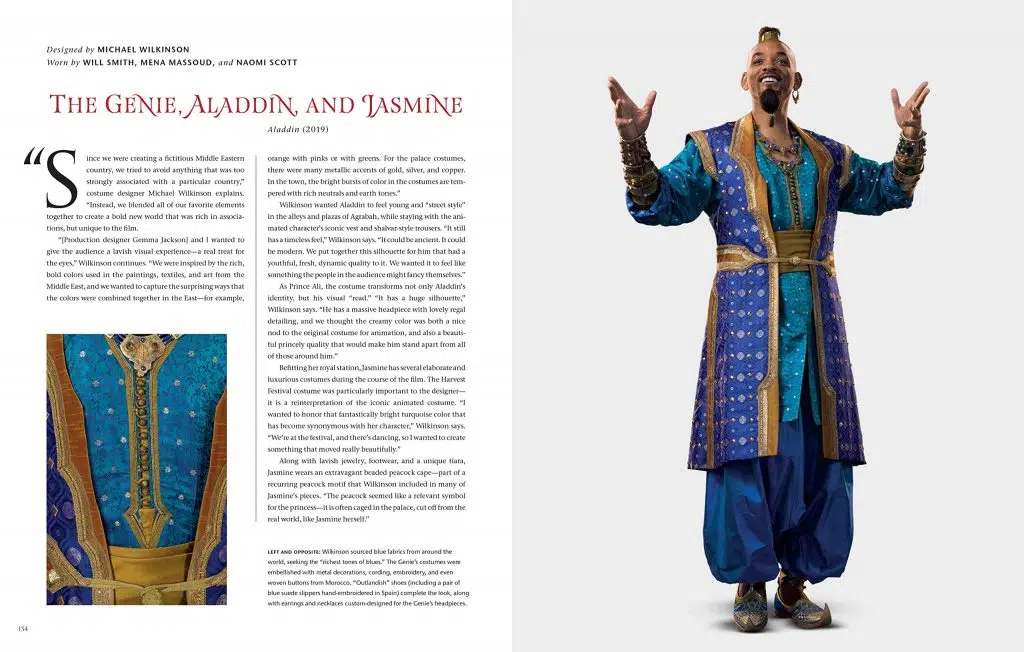 Designed by MICHAEL WILKINSON
Worn by WILL SMITH, MENA MASSOUD, and NAOMI SCOTT
THE GENIE, ALADDIN, AND JASMINE
Aladdin (2019)
“Since we were creating a fictitious Middle Eastern
country, we tried to avoid anything that was too
strongly associated with a particular country,”
costume designer Michael Wilkinson explains.
“Instead, we blended all of our favorite elements
together to create a bold new world that was rich in associa-
tions, but unique to the film.
“[Production designer Gemma Jackson] and I wanted to
give the audience a lavish visual experience—a real treat for
the eyes,” Wilkinson continues. “We were inspired by the rich,
bold colors used in the paintings, textiles, and art from the
Middle East, and we wanted to capture the surprising ways that
the colors were combined together in the East—for example,
orange with pinks or with greens. For the palace costumes,
there were many metallic accents of gold, silver, and copper.
In the town, the bright bursts of color in the costumes are tem-
pered with rich neutrals and earth tones.”
Wilkinson wanted Aladdin to feel young and “street style”
in the alleys and plazas of Agrabah, while staying with the ani-
mated character’s iconic vest and shalvar-style trousers. “It still
has a timeless feel,” Wilkinson says. “It could be ancient. It could
be modern. We put together this silhouette for him that had a
youthful, fresh, dynamic quality to it. We wanted it to feel like
something the people in the audience might fancy themselves.”
As Prince Ali, the costume transforms not only Aladdin’s
identity, but his visual “read.” “It has a huge silhouette,”
Wilkinson says. “He has a massive headpiece with lovely regal
detailing, and we thought the creamy color was both a nice
nod to the original costume for animation, and also a beauti-
ful princely quality that would make him stand apart from all
of those around him.”
Befitting her royal station, Jasmine has several elaborate and
luxurious costumes during the course of the film. The Harvest
Festival costume was particularly important to the designer—
it is a reinterpretation of the iconic animated costume. “I
wanted to honor that fantastically bright turquoise color that
has become synonymous with her character,” Wilkinson says.
“We’re at the festival, and there’s dancing, so I wanted to create
something that moved really beautifully.”
Along with lavish jewelry, footwear, and a unique tiara,
Jasmine wears an extravagant beaded peacock cape—part of a
recurring peacock motif that Wilkinson included in many of
Jasmine’s pieces. “The peacock seemed like a relevant symbol
for the princess—it is often caged in the palace, cut off from the
real world, like Jasmine herself.”
LEFT AND OPPOSITE: Wilkinson sourced blue fabrics from around the
world, seeking the “richest tones of blues.” The Genie’s costumes were
embellished with metal decorations, cording, embroidery, and even
woven buttons from Morocco. “Outlandish” shoes (including a pair of
blue suede slippers hand-embroidered in Spain) complete the look, along
with earrings and necklaces custom-designed for the Genie’s headpieces.
134